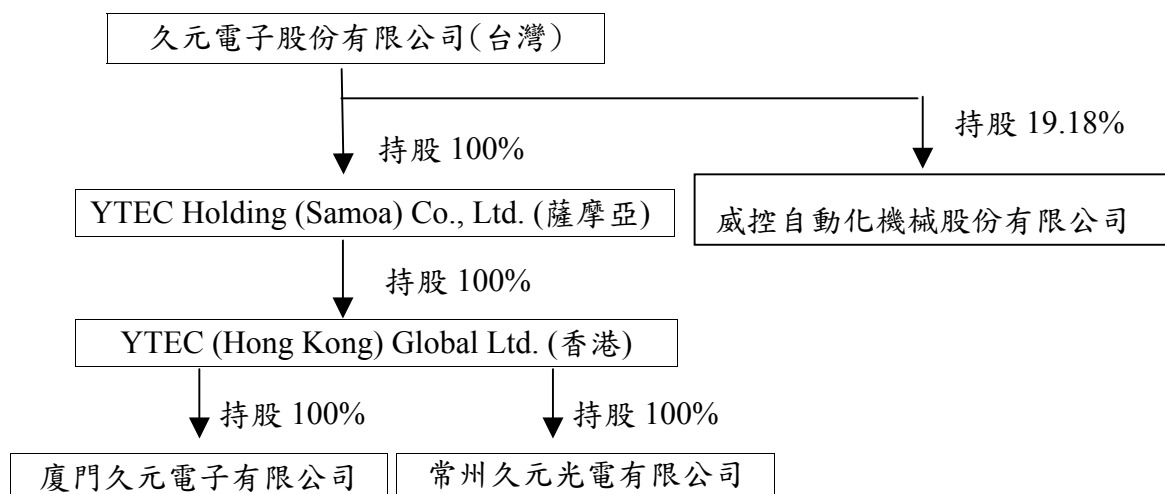 久元電子股份有限公司(台灣)
持股 19.18%
持股 100%
YTEC Holding (Samoa) Co., Ltd. (薩摩亞)
威控自動化機械股份有限公司
持股 100%
YTEC (Hong Kong) Global Ltd. (香港)
持股 100%
持股 100%
廈門久元電子有限公司
常州久元光電有限公司